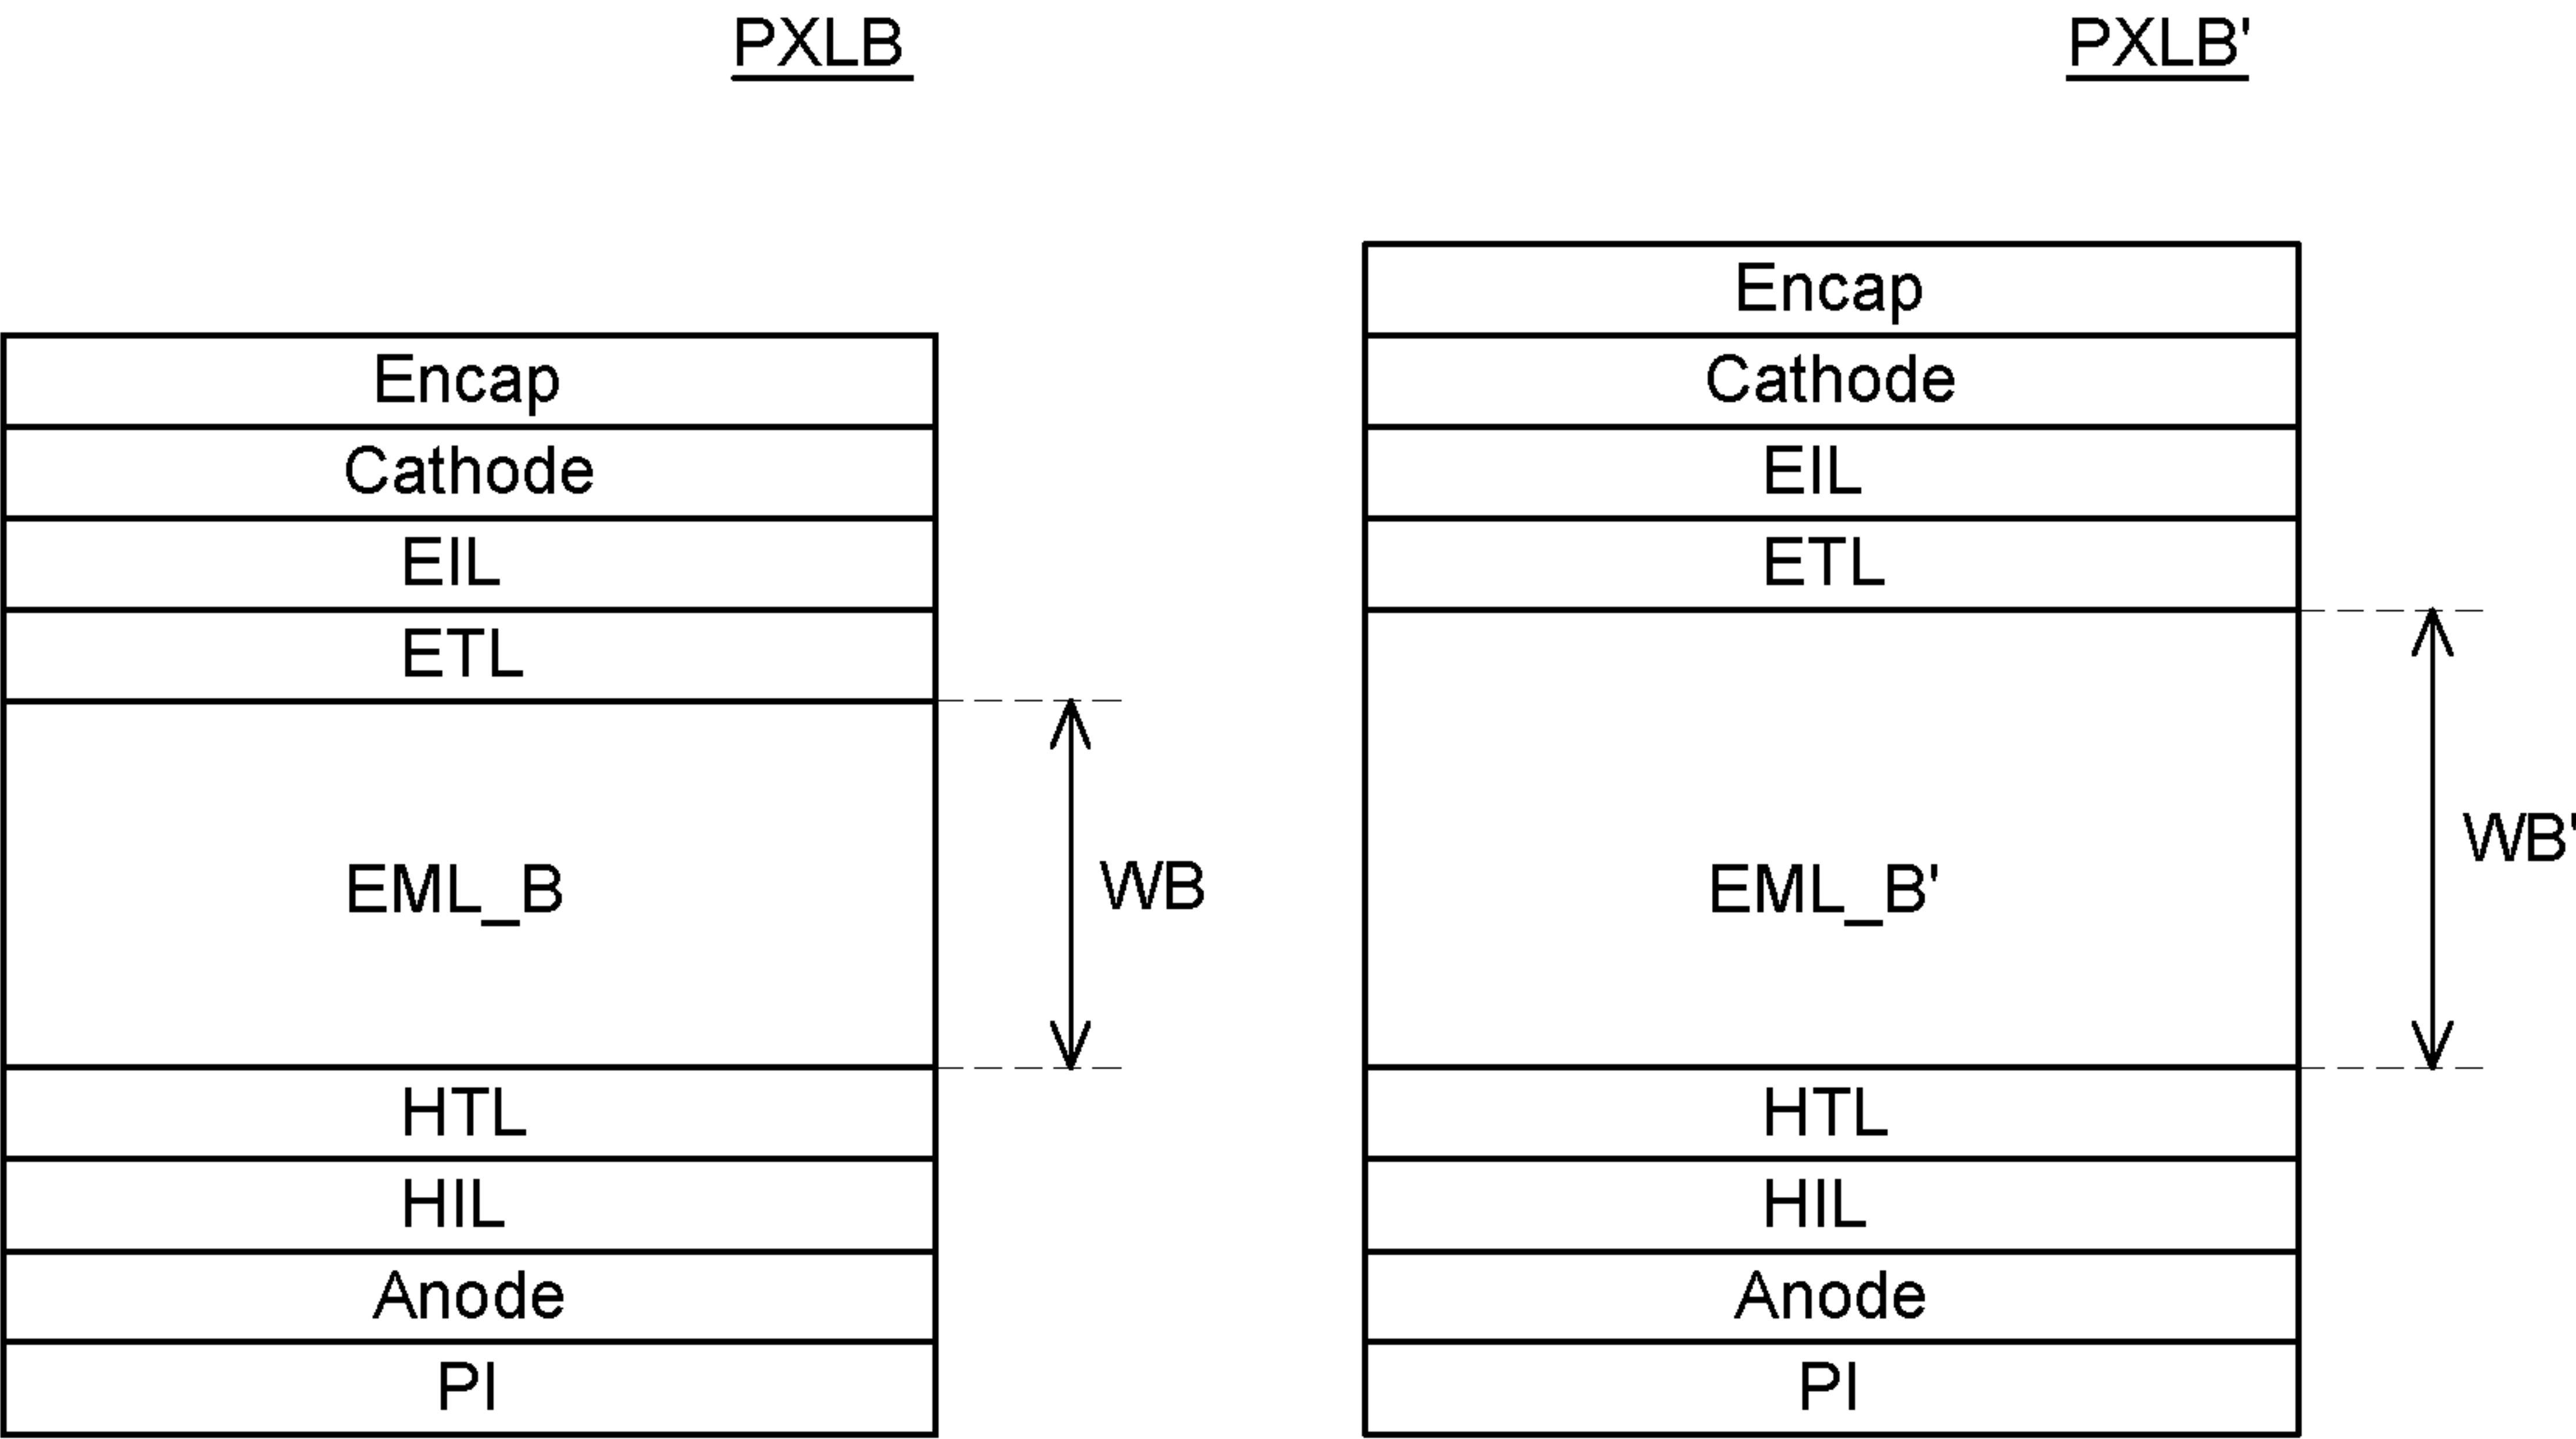 PXLB
Encap
Cathode
EIL
ETL
EML_B
WB
HTL
HIL
Anode
PI
PXLB'
Encap
Cathode
EIL
ETL
EML_B'
WB'
HTL
HIL
Anode
PI